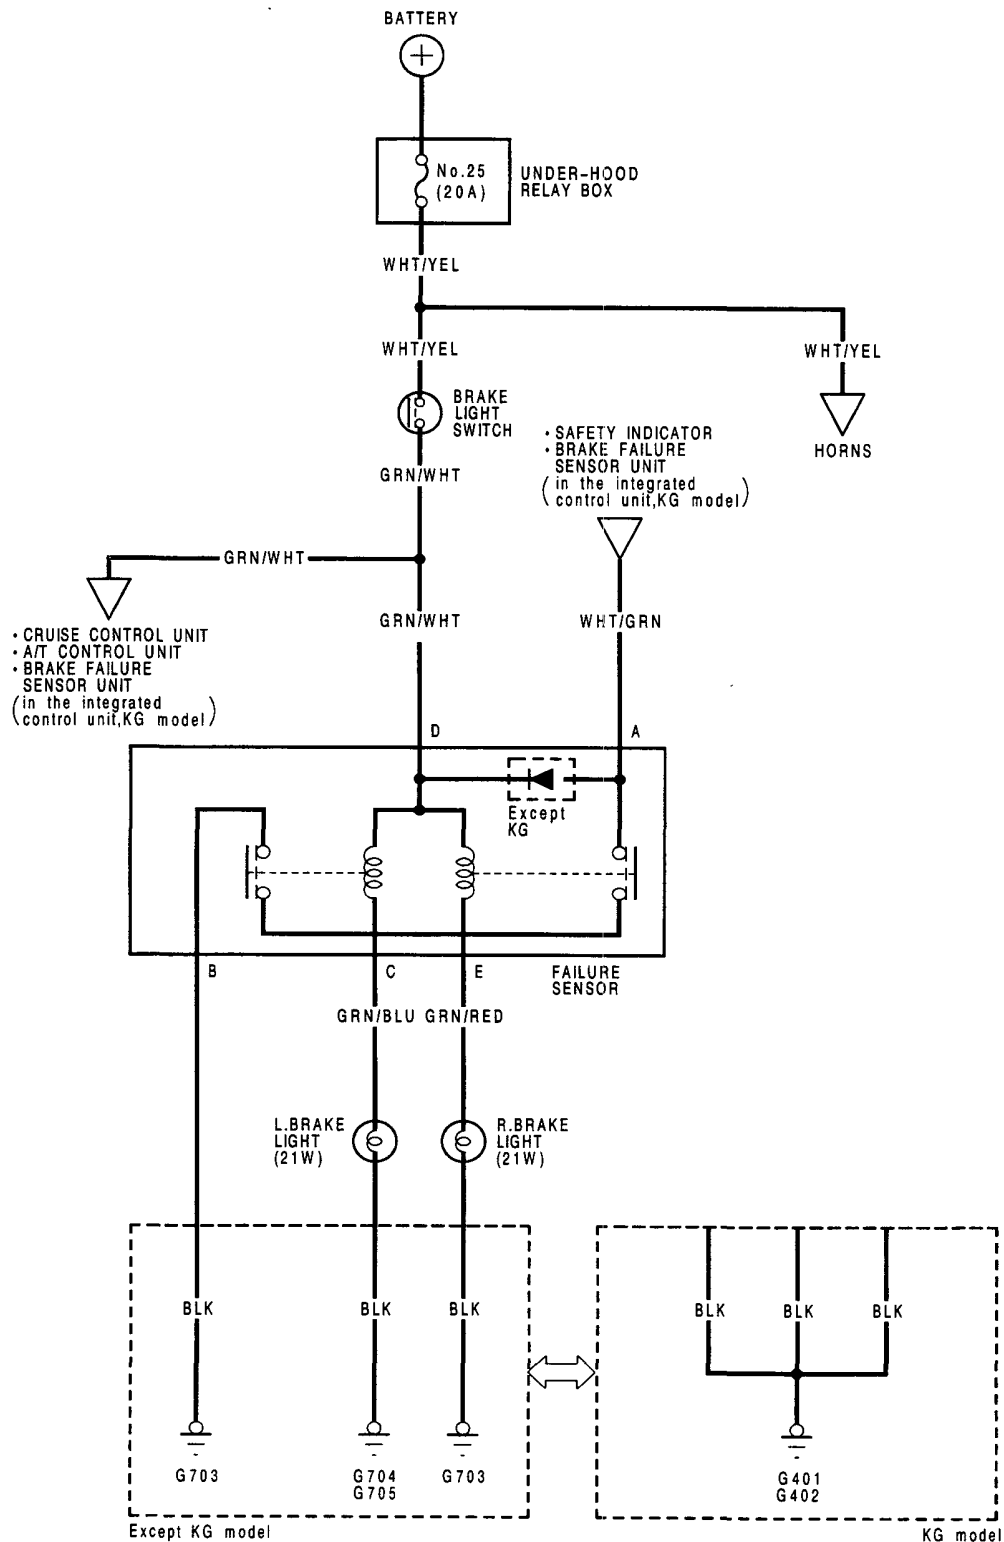 BATTERY
+
No.25
(20A)
UNDER-HOOD
RELAY BOX
WHT/YEL
WHT/YEL
WHT/YEL
BRAKE
LIGHT
SWITCH
HORNS
• SAFETY INDICATOR
• BRAKE FAILURE
SENSOR UNIT
(in the integrated
control unit,KG model)
GRN/WHT
GRN/WHT
GRN/WHT
WHT/GRN
• CRUISE CONTROL UNIT
• A/T CONTROL UNIT
• BRAKE FAILURE
SENSOR UNIT
(in the integrated
control unit,KG model)
D
A
Except
KG
B
C
E
FAILURE
SENSOR
GRN/BLU
GRN/RED
L.BRAKE
LIGHT
(21W)
R.BRAKE
LIGHT
(21W)
BLK
BLK
BLK
BLK
BLK
BLK
G703
G704
G705
G703
G401
G402
Except KG model
KG model